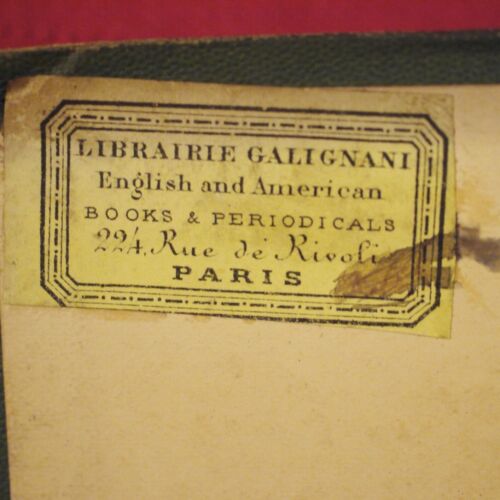 LIBRAIRIE GALIGNANI
English and American
BOOKS & PERIODICALS
224, Rue de Rivoli
PARIS